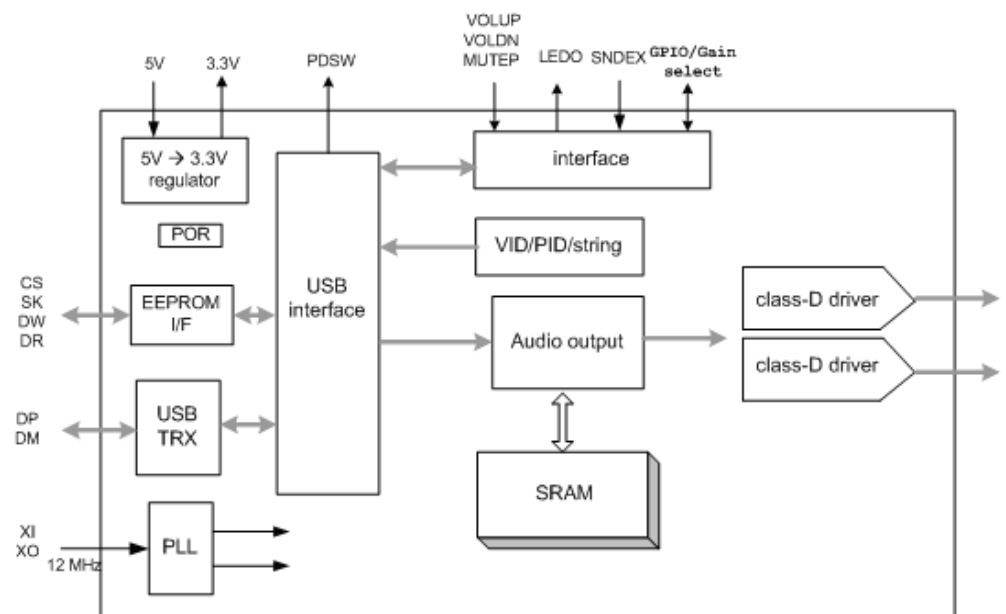 VOLUP
VOLDN
MUTEP
5V
3.3V
PDSW
LEDO
SNDEX
GPIO/Gain
select
5V → 3.3V
regulator
interface
POR
USB
interface
VID/PID/string
CS
SK
DW
DR
EEPROM
I/F
Audio output
class-D driver
class-D driver
DP
DM
USB
TRX
SRAM
XI
XO
12 MHz
PLL